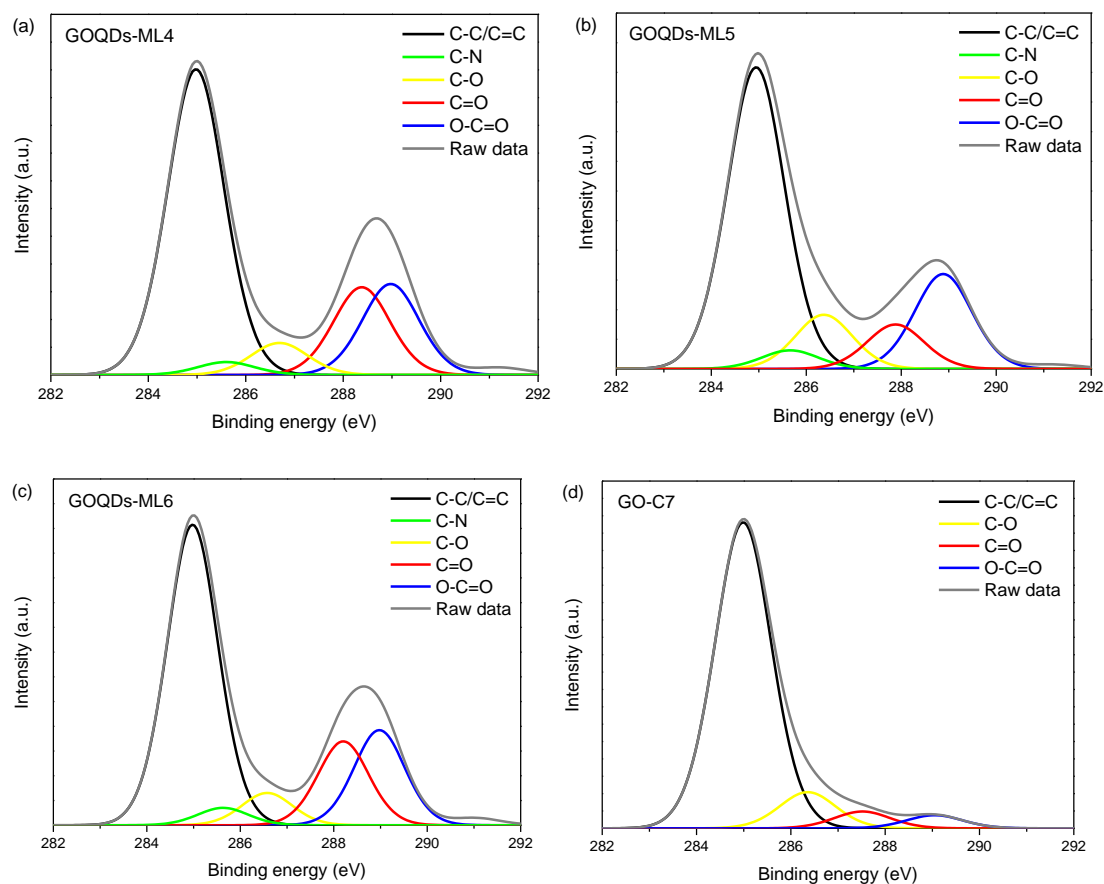 (a)
GOQDs-ML4
C-C/C=C
C-N
C-O
C=O
O-C=O
Raw data
Intensity (a.u.)
282 284 286 288 290 292
Binding energy (eV)
(b)
GOQDs-ML5
C-C/C=C
C-N
C-O
C=O
O-C=O
Raw data
Intensity (a.u.)
282 284 286 288 290 292
Binding energy (eV)
(c)
GOQDs-ML6
C-C/C=C
C-N
C-O
C=O
O-C=O
Raw data
Intensity (a.u.)
282 284 286 288 290 292
Binding energy (eV)
(d)
GO-C7
C-C/C=C
C-O
C=O
O-C=O
Raw data
Intensity (a.u.)
282 284 286 288 290 292
Binding energy (eV)